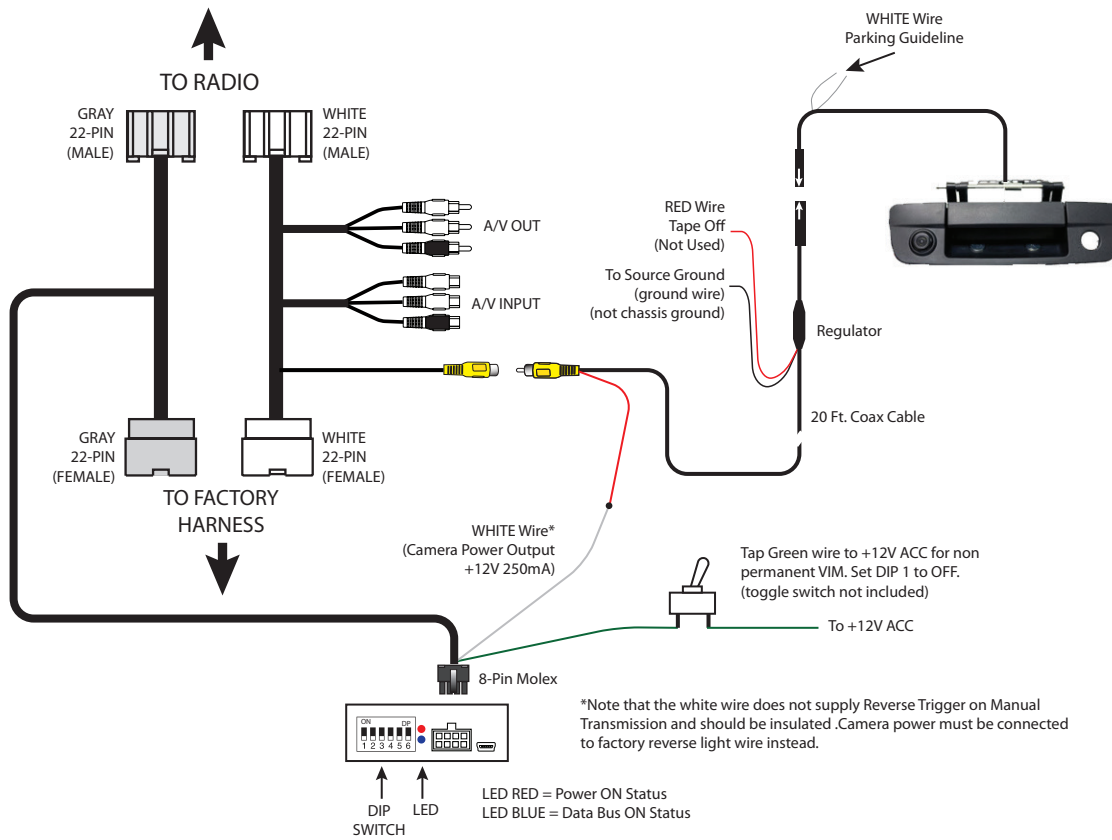 TO RADIO
GRAY
22-PIN
(MALE)
WHITE
22-PIN
(MALE)
A/V OUT
A/V INPUT
GRAY
22-PIN
(FEMALE)
WHITE
22-PIN
(FEMALE)
TO FACTORY
HARNESS
WHITE Wire
Parking Guideline
RED Wire
Tape Off
(Not Used)
To Source Ground
(ground wire)
(not chassis ground)
Regulator
20 Ft. Coax Cable
WHITE Wire*
(Camera Power Output
+12V 250mA)
Tap Green wire to +12V ACC for non
permanent VIM. Set DIP 1 to OFF.
(toggle switch not included)
To +12V ACC
8-Pin Molex
*Note that the white wire does not supply Reverse Trigger on Manual
Transmission and should be insulated .Camera power must be connected
to factory reverse light wire instead.
ON DP
1 2 3 4 5 6
DIP
SWITCH
LED
LED RED = Power ON Status
LED BLUE = Data Bus ON Status